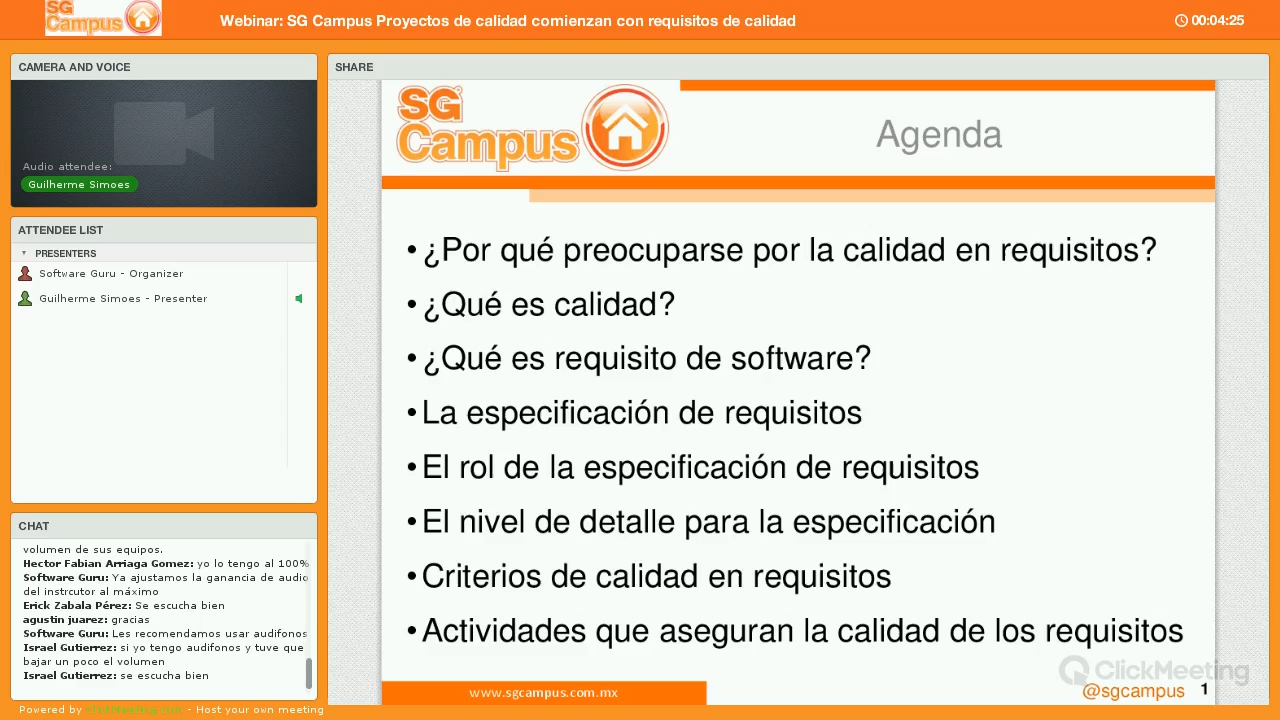 SG Campus
Webinar: SG Campus Proyectos de calidad comienzan con requisitos de calidad
00:04:25
CAMERA AND VOICE
Audio attendee:
Guilherme Simoes
ATTENDEE LIST
PRESENTERS
Software Guru - Organizer
Guilherme Simoes - Presenter
CHAT
volumen de sus equipos.
Hector Fabian Arriaga Gomez: yo lo tengo al 100%
Software Guru: Ya ajustamos la ganancia de audio
del instrcutor al máximo
Erick Zabala Pérez: Se escucha bien
agustin juarez: gracias
Software Guru: Les recomendamos usar audifonos
Israel Gutierrez: si yo tengo audifonos y tuve que
bajar un poco el volumen
Israel Gutierrez: se escucha bien
Powered by ClickMeeting.com - Host your own meeting
SHARE
SG
Campus
Agenda
• ¿Por qué preocuparse por la calidad en requisitos?
• ¿Qué es calidad?
• ¿Qué es requisito de software?
• La especificación de requisitos
• El rol de la especificación de requisitos
• El nivel de detalle para la especificación
• Criterios de calidad en requisitos
• Actividades que aseguran la calidad de los requisitos
ClickMeeting
www.sgcampus.com.mx
@sgcampus
1